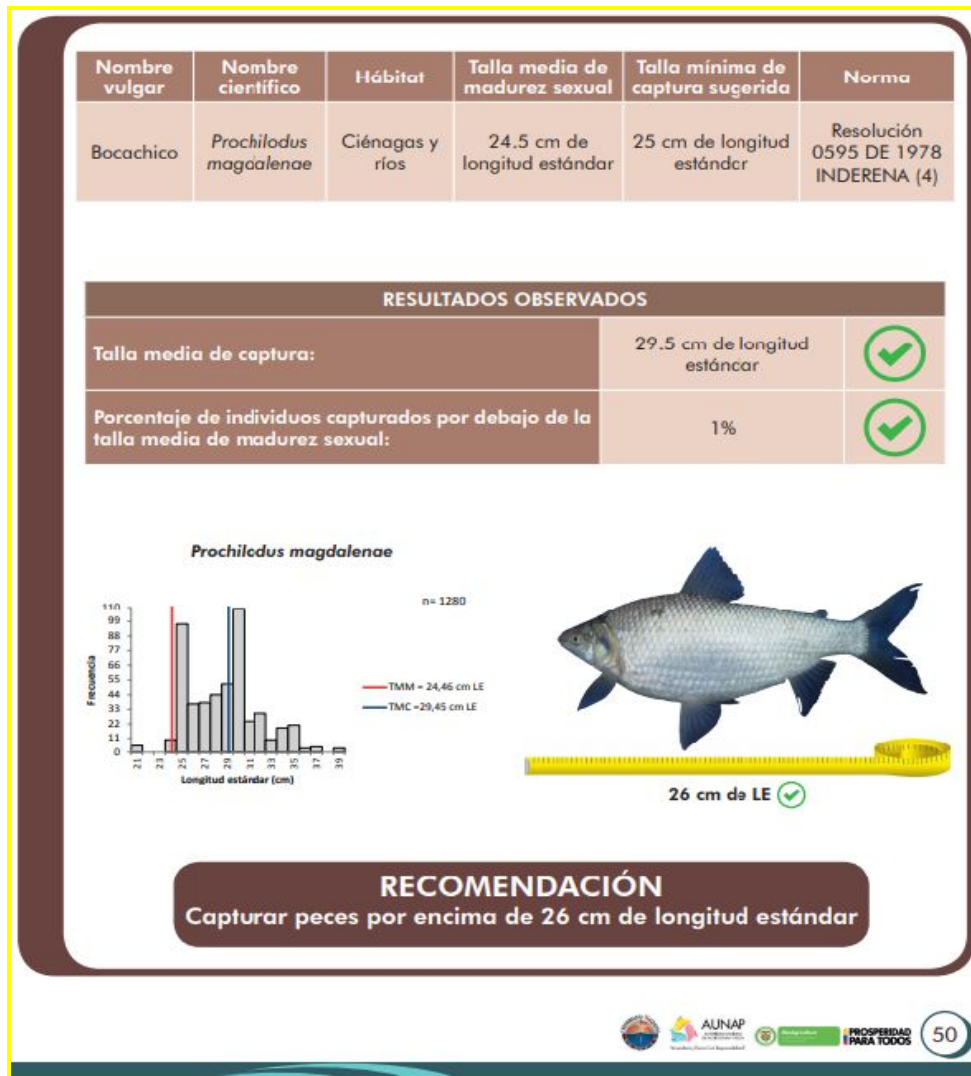 Nombre vulgar
Nombre científico
Hábitat
Talla media de madurez sexual
Talla mínima de captura sugerida
Norma
Bocachico
Prochilodus magdalenae
Ciénagas y ríos
24.5 cm de longitud estándar
25 cm de longitud estándar
Resolución 0595 DE 1978 INDERENA (4)
RESULTADOS OBSERVADOS
Talla media de captura:
29.5 cm de longitud estándar
Porcentaje de individuos capturados por debajo de la
talla media de madurez sexual:
1%
Prochilodus magdalenae
n= 1280
110
99
88
77
66
55
44
33
22
11
0
Frecuencia
21 23 25 27 29 31 33 35 37 39
Longitud estándar (cm)
TMM = 24,46 cm LE
TMC =29,45 cm LE
26 cm de LE
RECOMENDACIÓN
Capturar peces por encima de 26 cm de longitud estándar
AUNAP
PROSPERIDAD
PARA TODOS
50